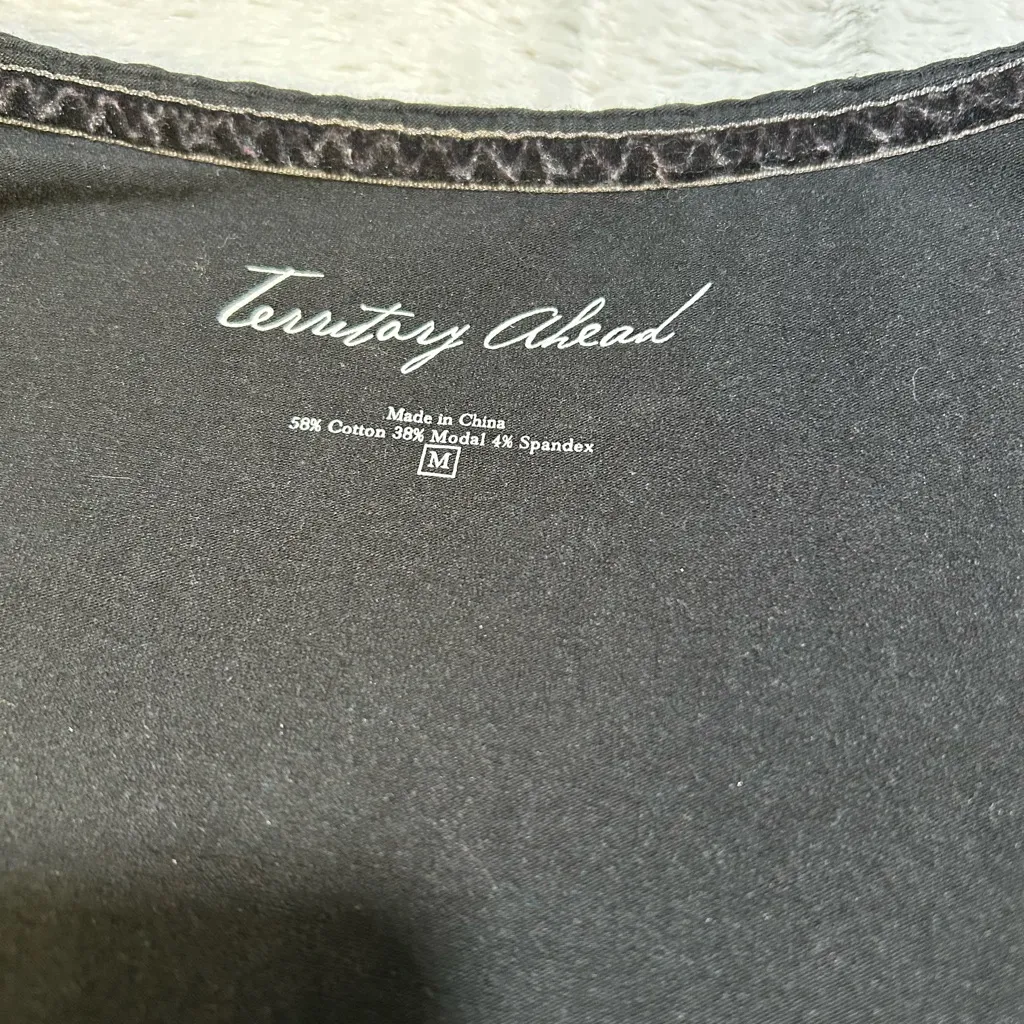 Territory Ahead
Made in China
58% Cotton 38% Modal 4% Spandex
M